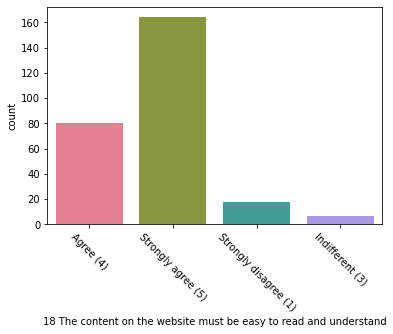 160
140
120
100
80
60
40
20
0
count
Agree (4)
Strongly agree (5)
Strongly disagree (1)
Indifferent (3)
18 The content on the website must be easy to read and understand